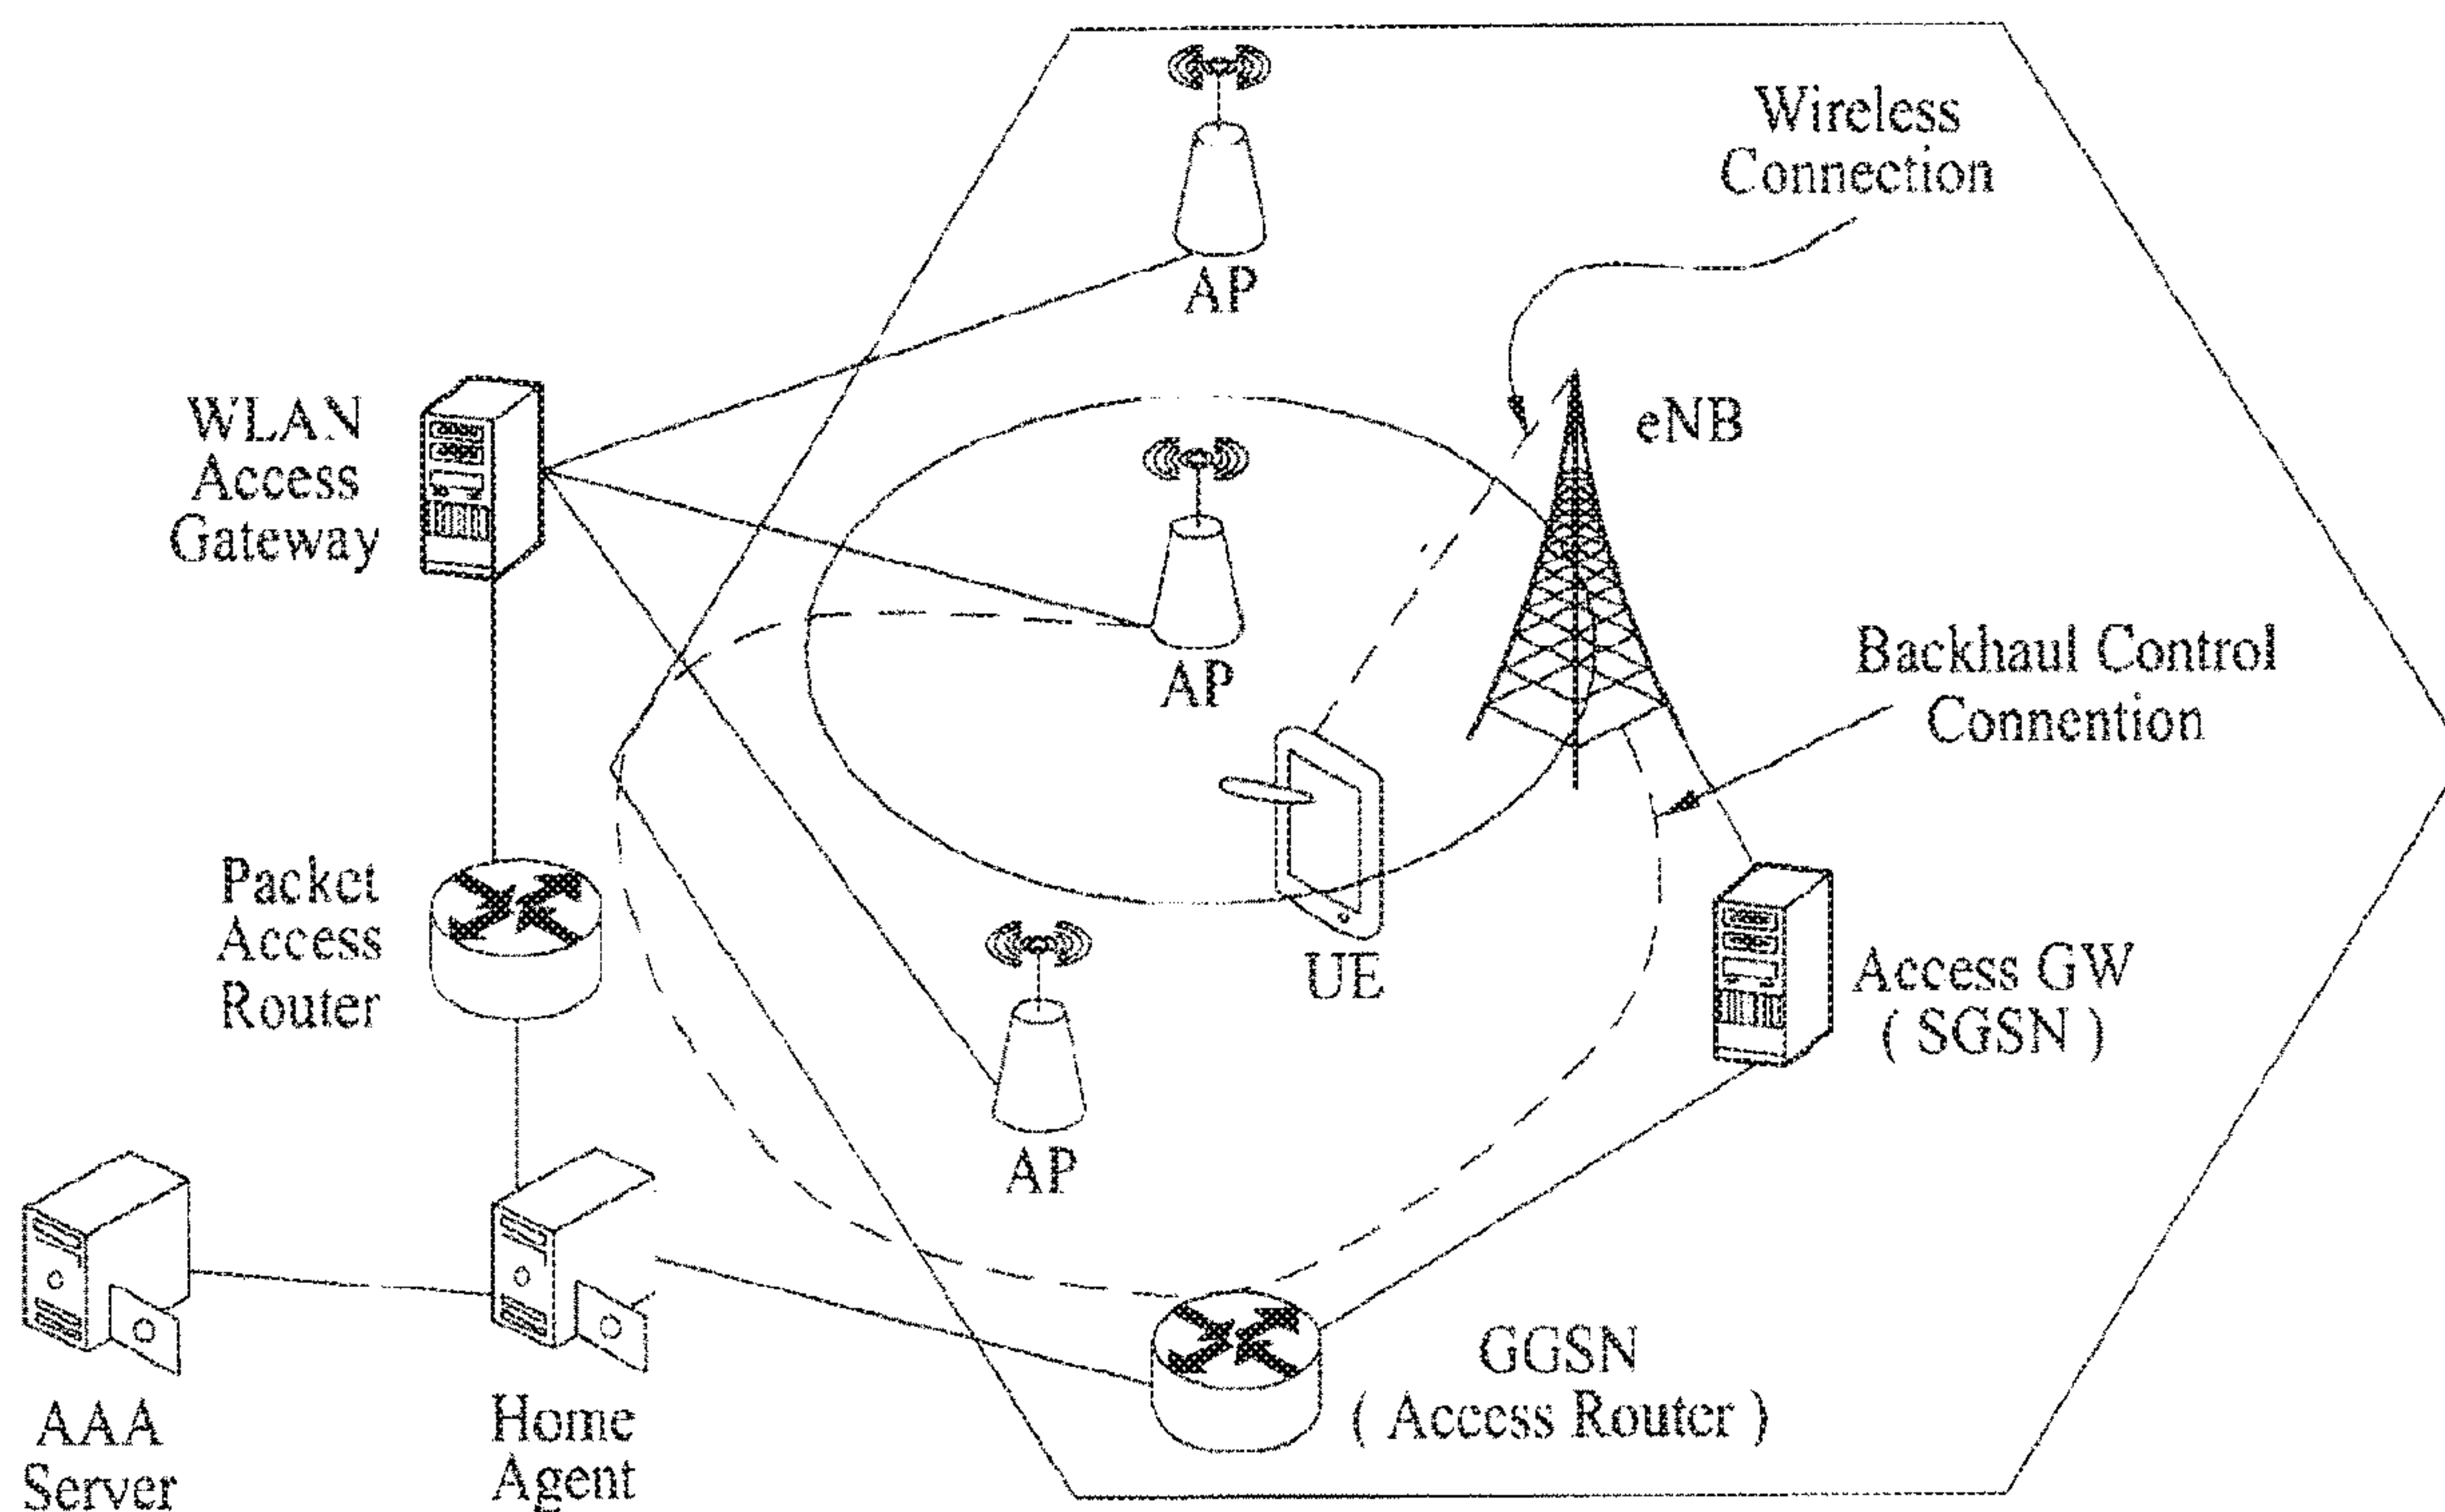 Wireless
Connection
AP
eNB
WLAN
Access
Gateway
AP
Backhaul Control
Connention
Packet
Access
Router
UE
Access GW
( SGSN )
AP
GGSN
( Access Router )
AAA
Server
Home
Agent